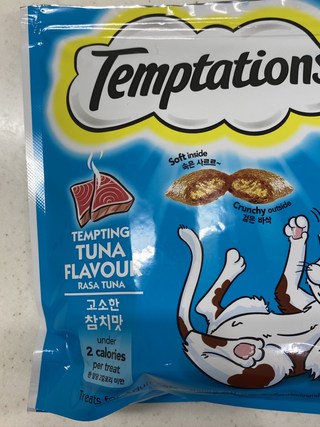 Temptations
Soft inside
속은 사르르~
Crunchy outside
겉은 바삭
TEMPTING
TUNA
FLAVOUR
RASA TUNA
고소한
참치맛
under
2 calories
per treat
Treats